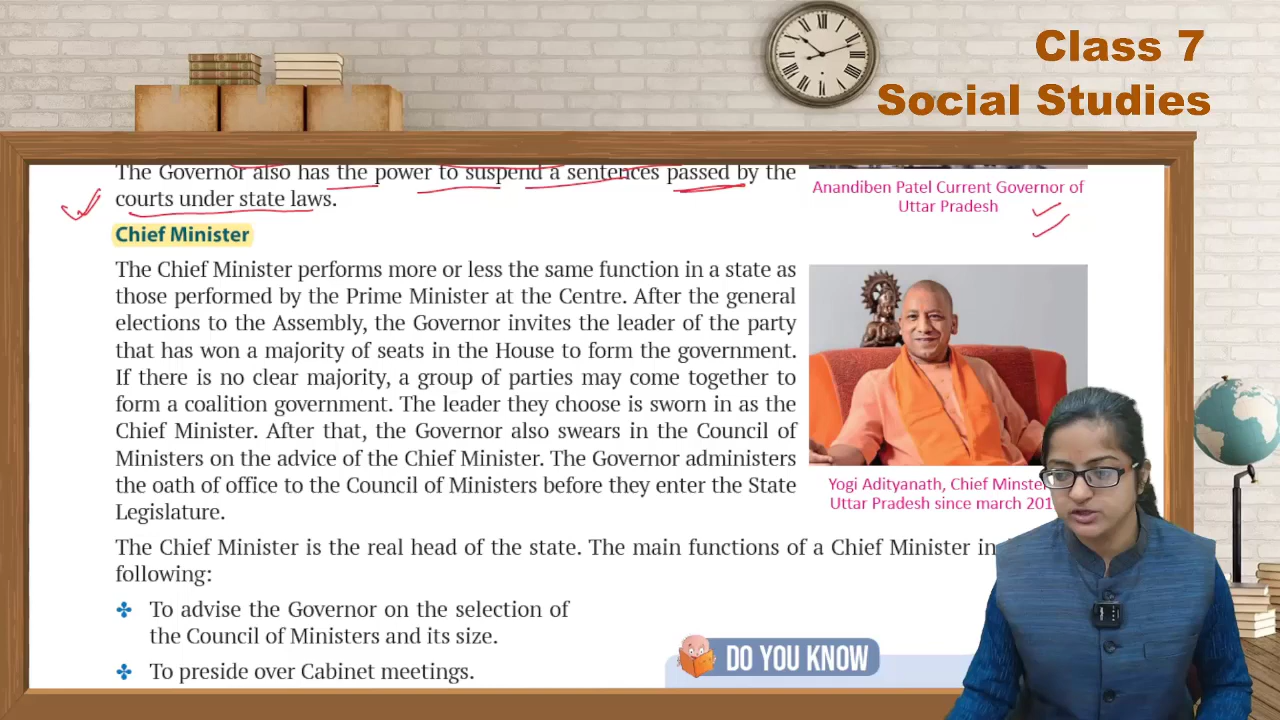 Class 7
Social Studies
The Governor also has the power to suspend a sentences passed by the
courts under state laws.
Anandiben Patel Current Governor of
Uttar Pradesh
Chief Minister
The Chief Minister performs more or less the same function in a state as
those performed by the Prime Minister at the Centre. After the general
elections to the Assembly, the Governor invites the leader of the party
that has won a majority of seats in the House to form the government.
If there is no clear majority, a group of parties may come together to
form a coalition government. The leader they choose is sworn in as the
Chief Minister. After that, the Governor also swears in the Council of
Ministers on the advice of the Chief Minister. The Governor administers
the oath of office to the Council of Ministers before they enter the State
Legislature.
Yogi Adityanath, Chief Minster
Uttar Pradesh since march 201
The Chief Minister is the real head of the state. The main functions of a Chief Minister in
following:
To advise the Governor on the selection of
the Council of Ministers and its size.
To preside over Cabinet meetings.
DO YOU KNOW